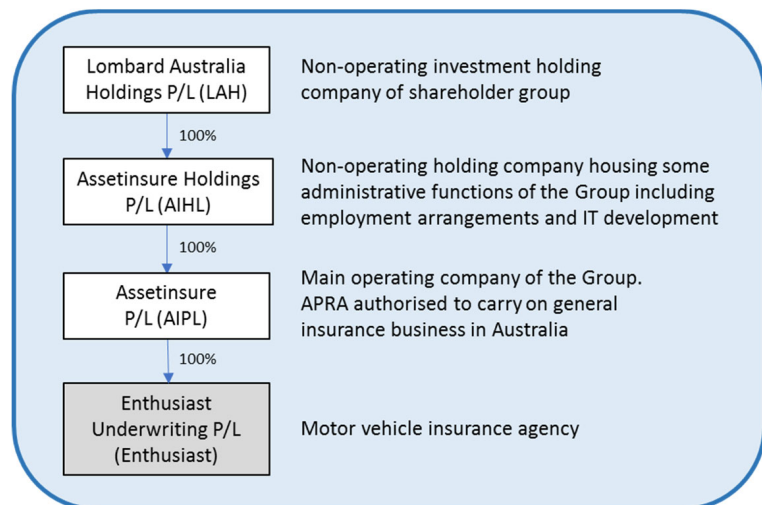 Lombard Australia
Holdings P/L (LAH)
Non-operating investment holding
company of shareholder group
100%
Assetinsure Holdings
P/L (AIHL)
Non-operating holding company housing some
administrative functions of the Group including
employment arrangements and IT development
100%
Assetinsure
P/L (AIPL)
Main operating company of the Group.
APRA authorised to carry on general
insurance business in Australia
100%
Enthusiast
Underwriting P/L
(Enthusiast)
Motor vehicle insurance agency